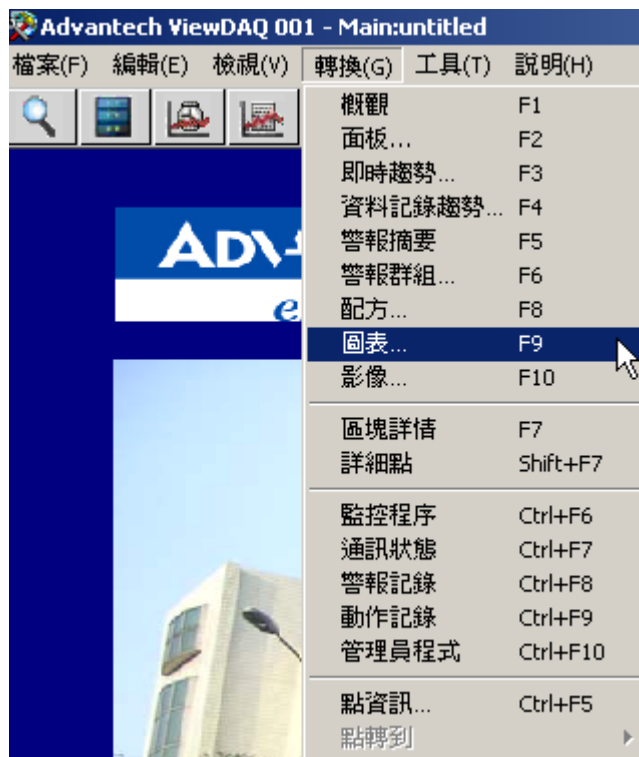 Advantech ViewDAQ 001 - Main:untitled
檔案(F) 編輯(E) 檢視(V) 轉換(G) 工具(T) 說明(H)
概觀 F1
面板... F2
即時趨勢... F3
資料記錄趨勢... F4
警報摘要 F5
警報群組... F6
配方... F8
圖表... F9
影像... F10
區塊詳情 F7
詳細點 Shift+F7
監控程序 Ctrl+F6
通訊狀態 Ctrl+F7
警報記錄 Ctrl+F8
動作記錄 Ctrl+F9
管理員程式 Ctrl+F10
點資訊... Ctrl+F5
點轉到